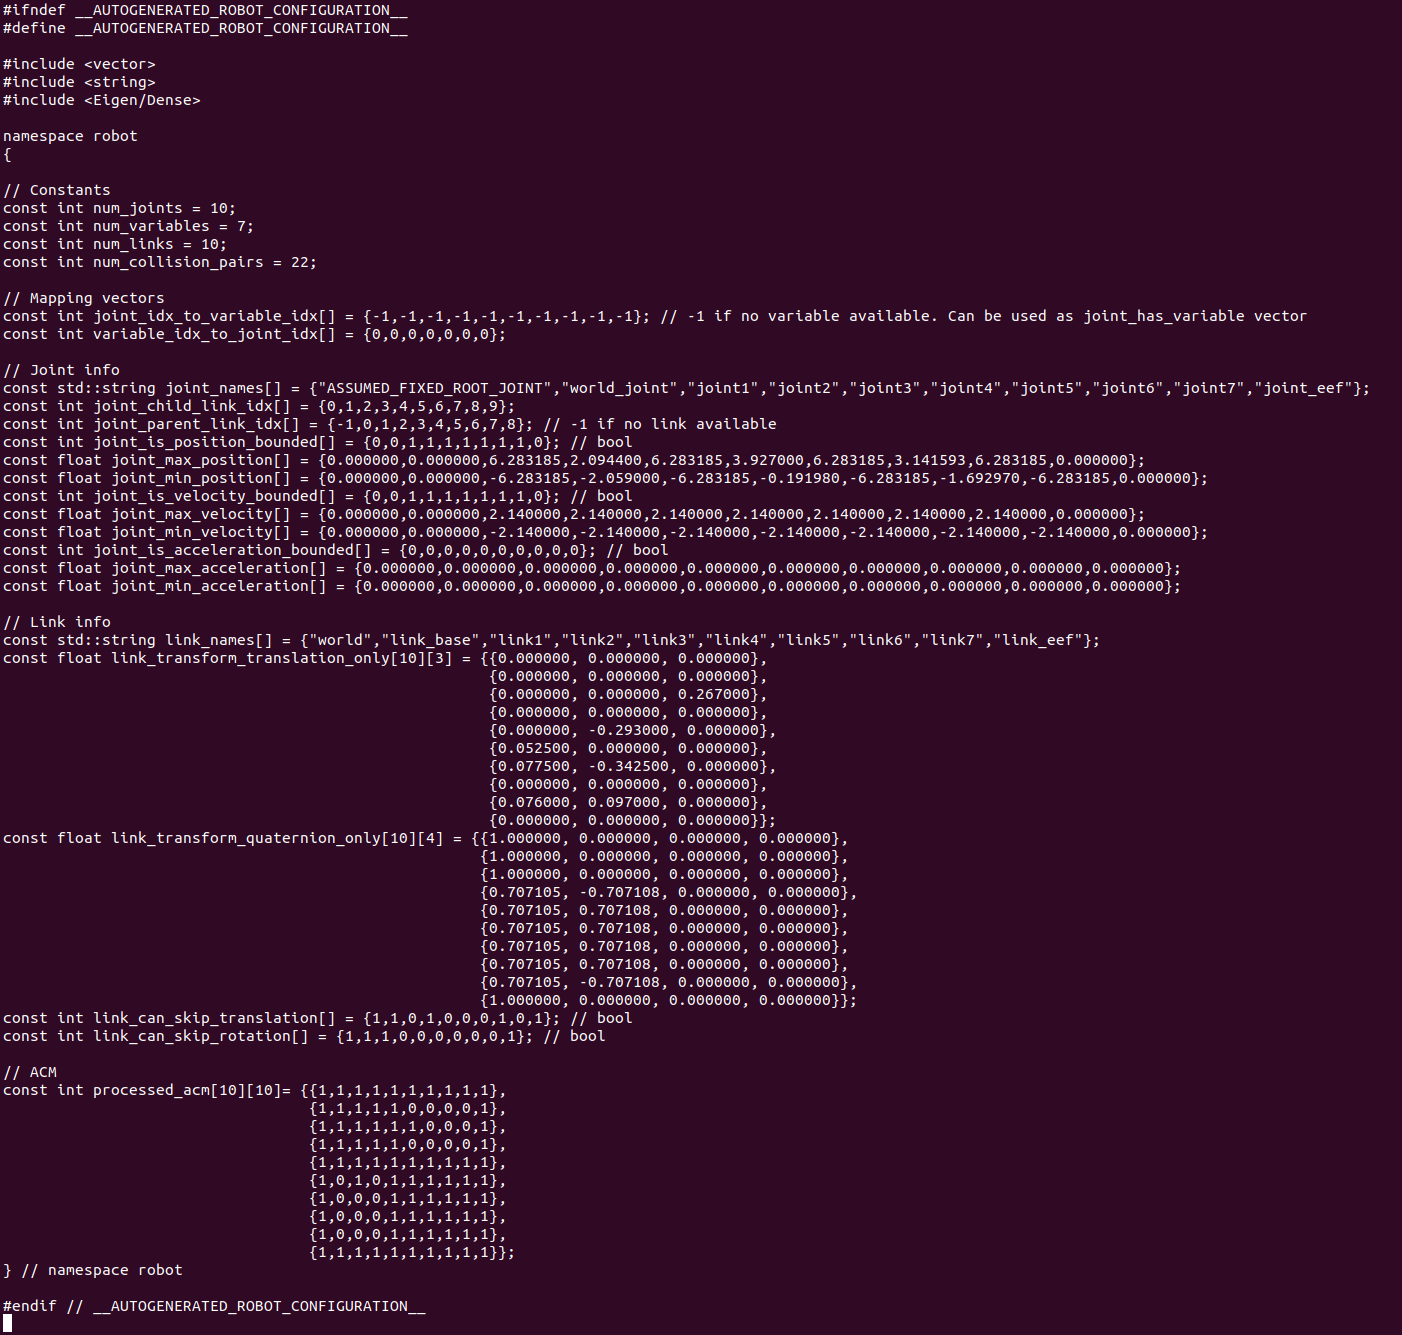 #ifndef __AUTOGENERATED_ROBOT_CONFIGURATION__
#define __AUTOGENERATED_ROBOT_CONFIGURATION__

#include <vector>
#include <string>
#include <Eigen/Dense>

namespace robot
{

// Constants
const int num_joints = 10;
const int num_variables = 7;
const int num_links = 10;
const int num_collision_pairs = 22;

// Mapping vectors
const int joint_idx_to_variable_idx[] = {-1,-1,-1,-1,-1,-1,-1,-1,-1,-1}; // -1 if no variable available. Can be used as joint_has_variable vector
const int variable_idx_to_joint_idx[] = {0,0,0,0,0,0,0};

// Joint info
const std::string joint_names[] = {"ASSUMED_FIXED_ROOT_JOINT","world_joint","joint1","joint2","joint3","joint4","joint5","joint6","joint7","joint_eef"};
const int joint_child_link_idx[] = {0,1,2,3,4,5,6,7,8,9};
const int joint_parent_link_idx[] = {-1,0,1,2,3,4,5,6,7,8}; // -1 if no link available
const int joint_is_position_bounded[] = {0,0,1,1,1,1,1,1,1,0}; // bool
const float joint_max_position[] = {0.000000,0.000000,6.283185,2.094400,6.283185,3.927000,6.283185,3.141593,6.283185,0.000000};
const float joint_min_position[] = {0.000000,0.000000,-6.283185,-2.059000,-6.283185,-0.191980,-6.283185,-1.692970,-6.283185,0.000000};
const int joint_is_velocity_bounded[] = {0,0,1,1,1,1,1,1,1,0}; // bool
const float joint_max_velocity[] = {0.000000,0.000000,2.140000,2.140000,2.140000,2.140000,2.140000,2.140000,2.140000,0.000000};
const float joint_min_velocity[] = {0.000000,0.000000,-2.140000,-2.140000,-2.140000,-2.140000,-2.140000,-2.140000,-2.140000,0.000000};
const int joint_is_acceleration_bounded[] = {0,0,0,0,0,0,0,0,0,0}; // bool
const float joint_max_acceleration[] = {0.000000,0.000000,0.000000,0.000000,0.000000,0.000000,0.000000,0.000000,0.000000,0.000000};
const float joint_min_acceleration[] = {0.000000,0.000000,0.000000,0.000000,0.000000,0.000000,0.000000,0.000000,0.000000,0.000000};

// Link info
const std::string link_names[] = {"world","link_base","link1","link2","link3","link4","link5","link6","link7","link_eef"};
const float link_transform_translation_only[10][3] = {{0.000000, 0.000000, 0.000000},
{0.000000, 0.000000, 0.000000},
{0.000000, 0.000000, 0.267000},
{0.000000, 0.000000, 0.000000},
{0.000000, -0.293000, 0.000000},
{0.052500, 0.000000, 0.000000},
{0.077500, -0.342500, 0.000000},
{0.000000, 0.000000, 0.000000},
{0.076000, 0.097000, 0.000000},
{0.000000, 0.000000, 0.000000}};
const float link_transform_quaternion_only[10][4] = {{1.000000, 0.000000, 0.000000, 0.000000},
{1.000000, 0.000000, 0.000000, 0.000000},
{1.000000, 0.000000, 0.000000, 0.000000},
{0.707105, -0.707108, 0.000000, 0.000000},
{0.707105, 0.707108, 0.000000, 0.000000},
{0.707105, 0.707108, 0.000000, 0.000000},
{0.707105, 0.707108, 0.000000, 0.000000},
{0.707105, 0.707108, 0.000000, 0.000000},
{0.707105, -0.707108, 0.000000, 0.000000},
{1.000000, 0.000000, 0.000000, 0.000000}};
const int link_can_skip_translation[] = {1,1,0,1,0,0,0,1,0,1}; // bool
const int link_can_skip_rotation[] = {1,1,1,0,0,0,0,0,0,1}; // bool

// ACM
const int processed_acm[10][10]= {{1,1,1,1,1,1,1,1,1,1},
{1,1,1,1,1,0,0,0,0,1},
{1,1,1,1,1,1,0,0,0,1},
{1,1,1,1,1,0,0,0,0,1},
{1,1,1,1,1,1,1,1,1,1},
{1,0,1,0,1,1,1,1,1,1},
{1,0,0,0,1,1,1,1,1,1},
{1,0,0,0,1,1,1,1,1,1},
{1,0,0,0,1,1,1,1,1,1},
{1,1,1,1,1,1,1,1,1,1}};
} // namespace robot

#endif // __AUTOGENERATED_ROBOT_CONFIGURATION__